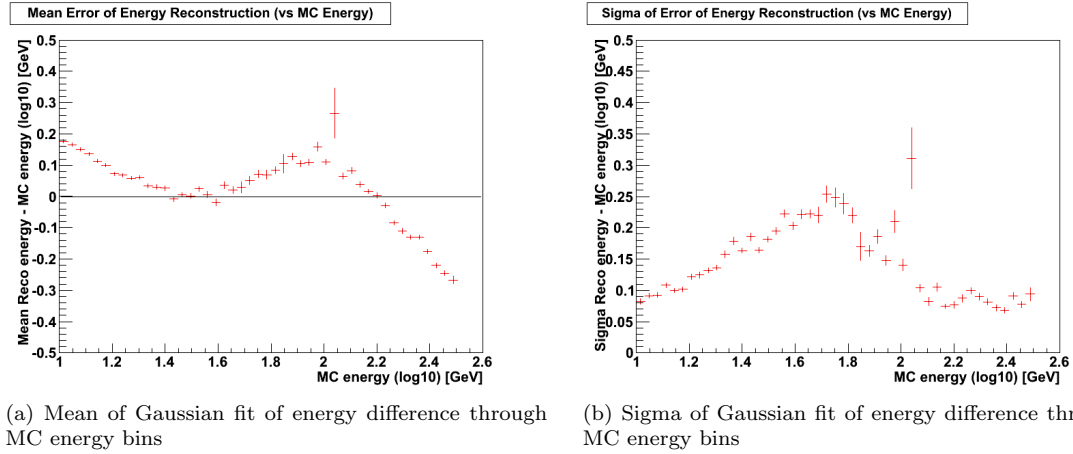 Mean Error of Energy Reconstruction (vs MC Energy)
Mean Reco energy - MC energy (log10) [GeV]
0.5
0.4
0.3
0.2
0.1
0
-0.1
-0.2
-0.3
-0.4
-0.5
1 1.2 1.4 1.6 1.8 2 2.2 2.4 2.6
MC energy (log10) [GeV]
(a) Mean of Gaussian fit of energy difference through
MC energy bins
Sigma of Error of Energy Reconstruction (vs MC Energy)
Sigma Reco energy - MC energy (log10) [GeV]
0.5
0.45
0.4
0.35
0.3
0.25
0.2
0.15
0.1
0.05
0
1 1.2 1.4 1.6 1.8 2 2.2 2.4 2.6
MC energy (log10) [GeV]
(b) Sigma of Gaussian fit of energy difference thr
MC energy bins